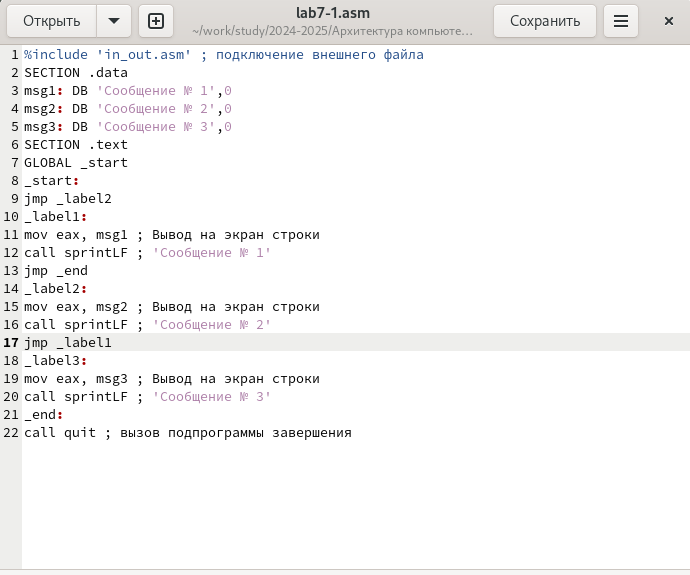 Открыть
lab7-1.asm
~/work/study/2024-2025/Архитектура компьюте…
Сохранить
1 %include 'in_out.asm' ; подключение внешнего файла
2 SECTION .data
3 msg1: DB 'Сообщение № 1',0
4 msg2: DB 'Сообщение № 2',0
5 msg3: DB 'Сообщение № 3',0
6 SECTION .text
7 GLOBAL _start
8 _start:
9 jmp _label2
10 _label1:
11 mov eax, msg1 ; Вывод на экран строки
12 call sprintLF ; 'Сообщение № 1'
13 jmp _end
14 _label2:
15 mov eax, msg2 ; Вывод на экран строки
16 call sprintLF ; 'Сообщение № 2'
17 jmp _label1
18 _label3:
19 mov eax, msg3 ; Вывод на экран строки
20 call sprintLF ; 'Сообщение № 3'
21 _end:
22 call quit ; вызов подпрограммы завершения